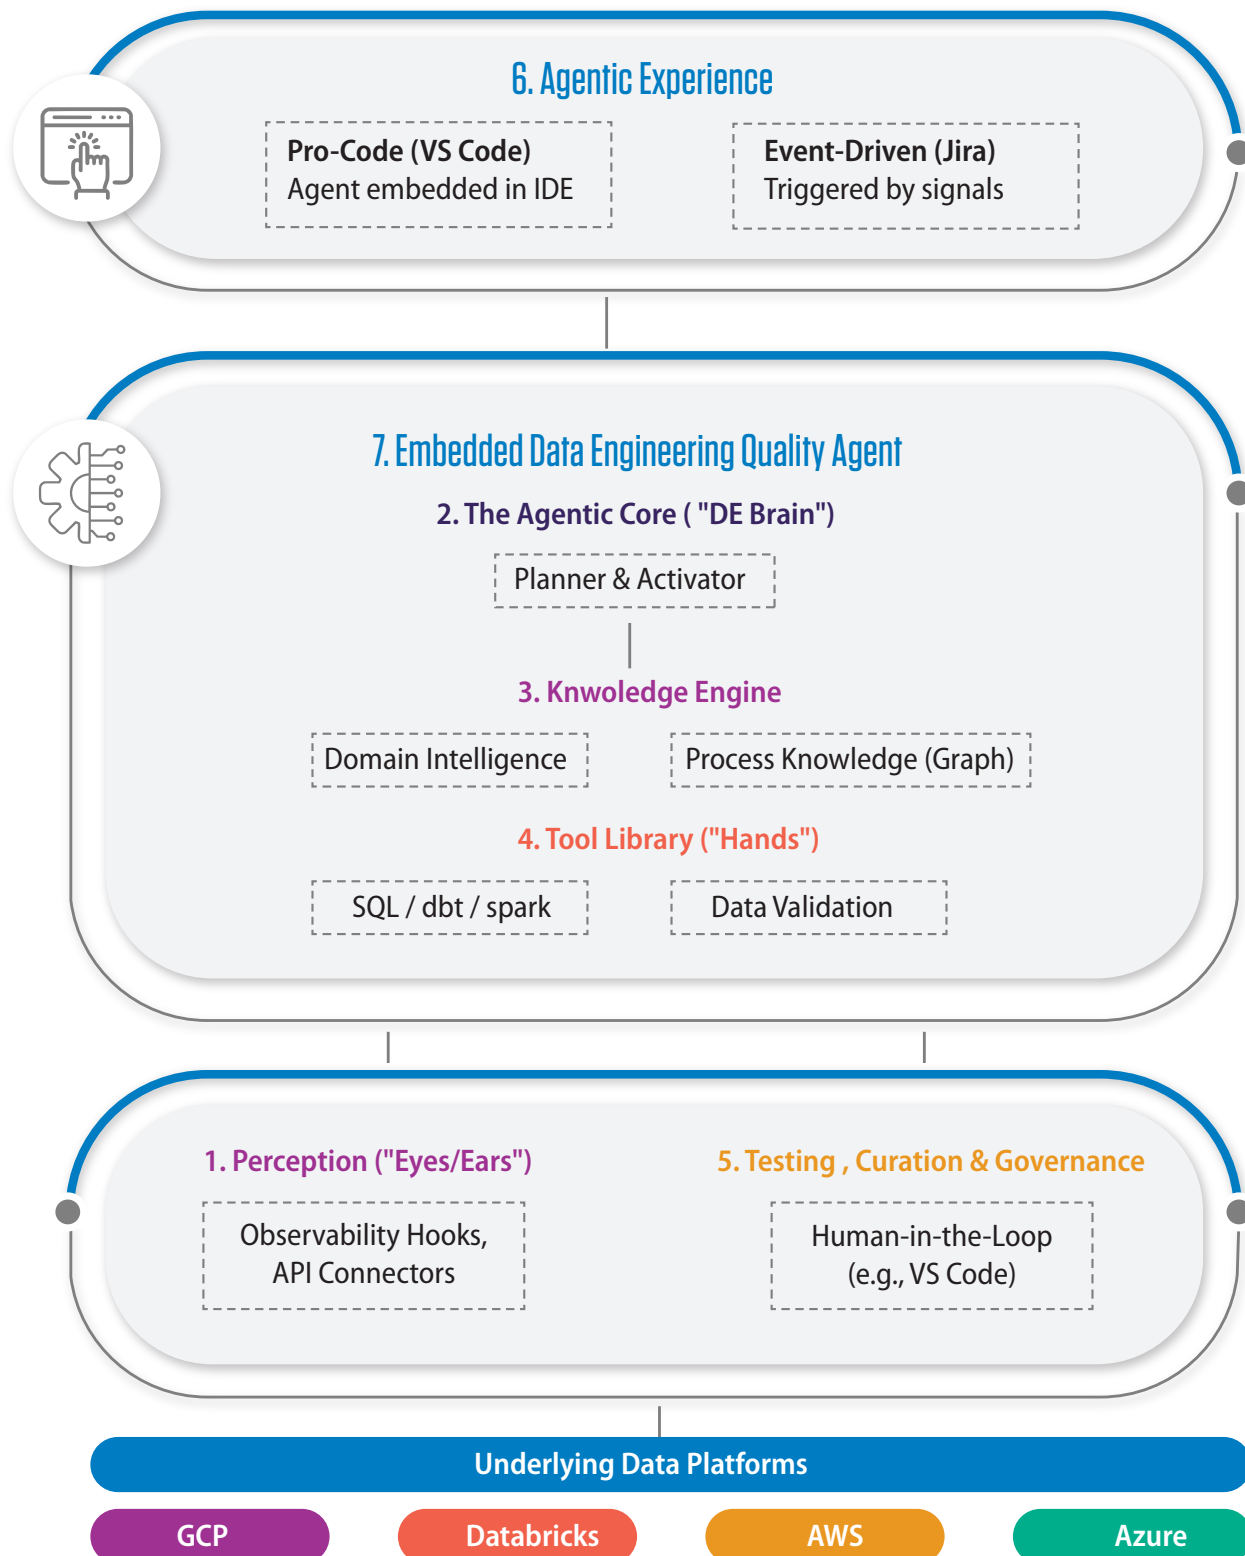 6. Agentic Experience
Pro-Code (VS Code)
Agent embedded in IDE
Event-Driven (Jira)
Triggered by signals
7. Embedded Data Engineering Quality Agent
2. The Agentic Core ( "DE Brain")
Planner & Activator
3. Knwoledge Engine
Domain Intelligence
Process Knowledge (Graph)
4. Tool Library ("Hands")
SQL / dbt / spark
Data Validation
1. Perception ("Eyes/Ears")
Observability Hooks,
API Connectors
5. Testing , Curation & Governance
Human-in-the-Loop
(e.g., VS Code)
Underlying Data Platforms
GCP
Databricks
AWS
Azure